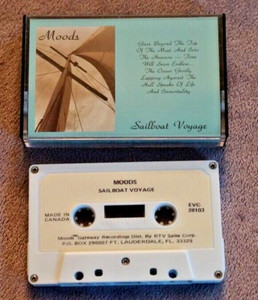 Moods
Gaze Beyond The Top
Of The Mast And Into
The Heavens — Time
Will Seem Endless...
The Ocean Gently
Lapping Against The
Hull Speaks Of Life
And Immortality
Sailboat Voyage
MOODS
SAILBOAT VOYAGE
MADE IN
CANADA
EVC-
28103
Moods Gateway Recordings Dist. By RTV Sales Corp.
P.O. BOX 290007 FT. LAUDERDALE, FL. 33329